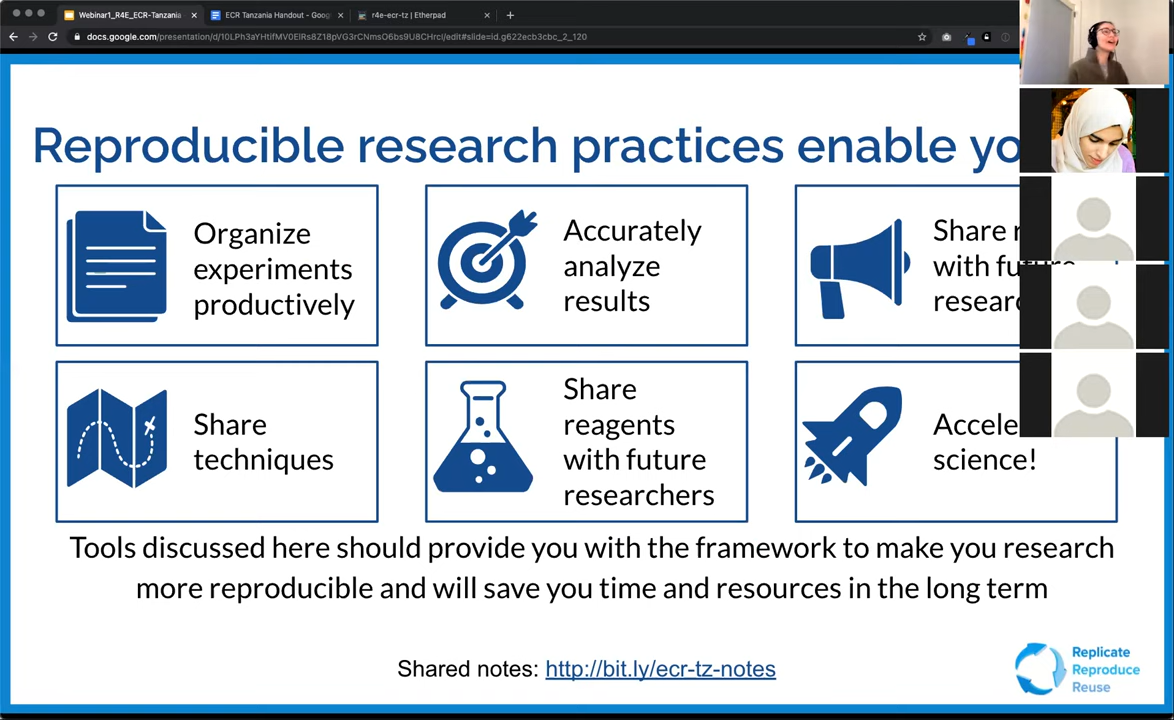 Webinar1_R4E_ECR-Tanzania
ECR Tanzania Handout - Goog
r4e-ecr-tz | Etherpad
docs.google.com/presentation/d/10LPh3aYHtifMV0ElRs8Z18pVG3rCNmsO6bs9U8CHrcI/edit#slide=id.g622ecb3cbc_2_120
Reproducible research practices enable yo
Organize
experiments
productively
Accurately
analyze
results
Share
with future
researc
Share
techniques
Share
reagents
with future
researchers
Accele
science!
Tools discussed here should provide you with the framework to make you research
more reproducible and will save you time and resources in the long term
Shared notes: http://bit.ly/ecr-tz-notes
Replicate
Reproduce
Reuse